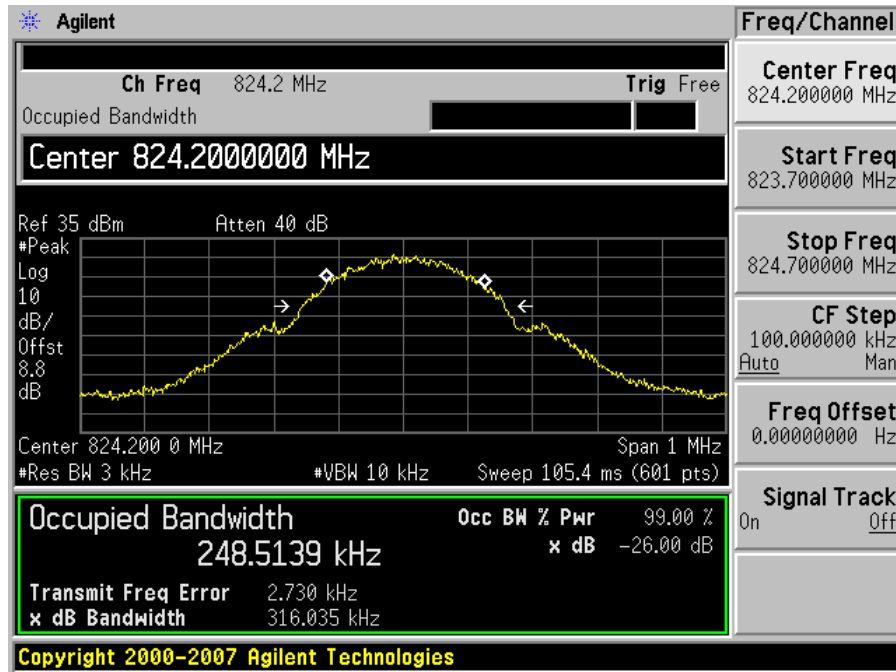 Agilent
Freq/Channel
Ch Freq 824.2 MHz
Trig Free
Occupied Bandwidth
Center 824.2000000 MHz
Ref 35 dBm
Atten 40 dB
#Peak
Log
10
dB/
Offst
8.8
dB
Center 824.200 0 MHz
Span 1 MHz
#Res BW 3 kHz
#VBW 10 kHz
Sweep 105.4 ms (601 pts)
Occupied Bandwidth
248.5139 kHz
Occ BW % Pwr 99.00 %
x dB -26.00 dB
Transmit Freq Error 2.730 kHz
x dB Bandwidth 316.035 kHz
Copyright 2000-2007 Agilent Technologies
Center Freq
824.200000 MHz
Start Freq
823.700000 MHz
Stop Freq
824.700000 MHz
CF Step
100.000000 kHz
Auto Man
Freq Offset
0.00000000 Hz
Signal Track
On Off